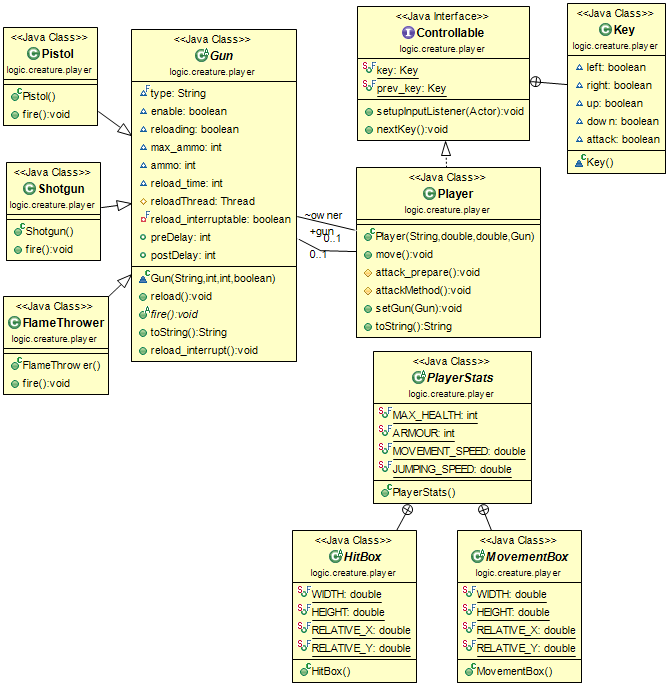 <<Java Class>>
Pistol
logic.creature.player
Pistol()
fire():void
<<Java Class>>
Shotgun
logic.creature.player
Shotgun()
fire():void
<<Java Class>>
FlameThrower
logic.creature.player
FlameThrower()
fire():void
<<Java Class>>
Gun
logic.creature.player
type: String
enable: boolean
reloading: boolean
max_ammo: int
ammo: int
reload_time: int
reloadThread: Thread
reload_interruptable: boolean
preDelay: int
postDelay: int
Gun(String,int,int,boolean)
reload():void
fire():void
toString():String
reload_interrupt():void
~owner
+gun
0..1
0..1
<<Java Interface>>
Controllable
logic.creature.player
key: Key
prev_key: Key
setupInputListener(Actor):void
nextKey():void
<<Java Class>>
Key
logic.creature.player
left: boolean
right: boolean
up: boolean
down: boolean
attack: boolean
Key()
<<Java Class>>
Player
logic.creature.player
Player(String,double,double,Gun)
move():void
attack_prepare():void
attackMethod():void
setGun(Gun):void
toString():String
<<Java Class>>
PlayerStats
logic.creature.player
MAX_HEALTH: int
ARMOUR: int
MOVEMENT_SPEED: double
JUMPING_SPEED: double
PlayerStats()
<<Java Class>>
HitBox
logic.creature.player
WIDTH: double
HEIGHT: double
RELATIVE_X: double
RELATIVE_Y: double
HitBox()
<<Java Class>>
MovementBox
logic.creature.player
WIDTH: double
HEIGHT: double
RELATIVE_X: double
RELATIVE_Y: double
MovementBox()